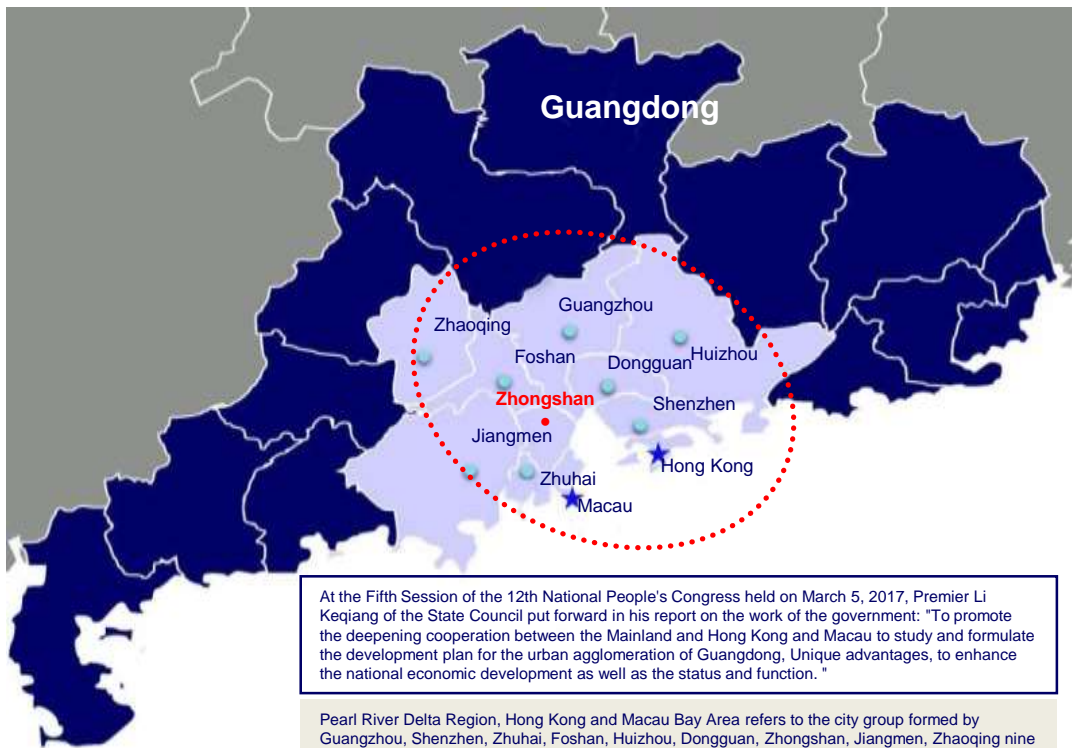 Guangdong
Guangzhou
Zhaoqing
Foshan
Dongguan
Huizhou
Zhongshan
Shenzhen
Jiangmen
Hong Kong
Zhuhai
Macau
At the Fifth Session of the 12th National People's Congress held on March 5, 2017, Premier Li
Keqiang of the State Council put forward in his report on the work of the government: "To promote
the deepening cooperation between the Mainland and Hong Kong and Macau to study and formulate
the development plan for the urban agglomeration of Guangdong, Unique advantages, to enhance
the national economic development as well as the status and function. "
Pearl River Delta Region, Hong Kong and Macau Bay Area refers to the city group formed by
Guangzhou, Shenzhen, Zhuhai, Foshan, Huizhou, Dongguan, Zhongshan, Jiangmen, Zhaoqing nine